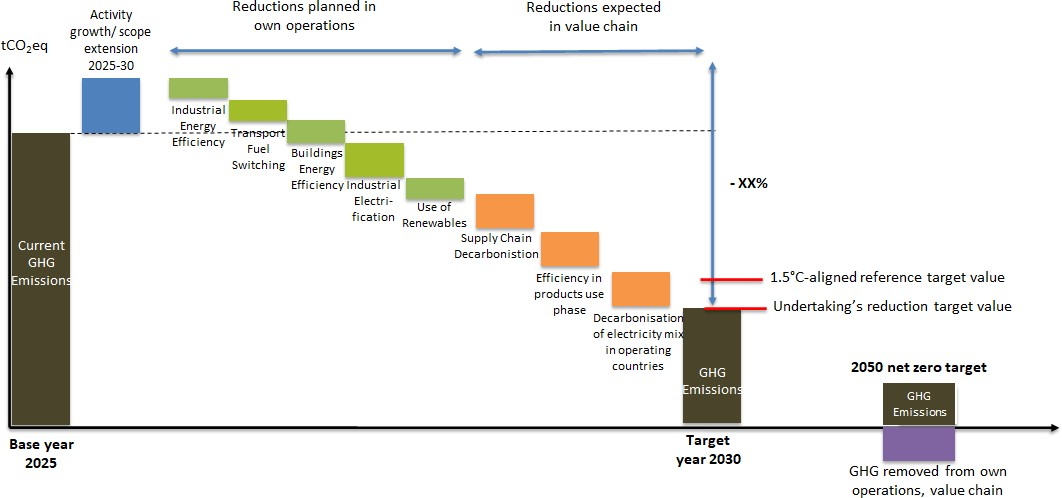 Reductions planned in
own operations
Reductions expected
in value chain
Activity
growth/ scope
extension
2025-30
tCO₂eq
Industrial
Energy
Efficiency
Transport
Fuel
Switching
Buildings
Energy
Efficiency
Industrial
Electri-
fication
Use of
Renewables
Supply Chain
Decarbonistion
Efficiency in
products use
phase
Decarbonisation
of electricity mix
in operating
countries
- XX%
1.5°C-aligned reference target value
Undertaking's reduction target value
Current
GHG
Emissions
GHG
Emissions
2050 net zero target
GHG
Emissions
Base year
2025
Target
year 2030
GHG removed from own
operations, value chain